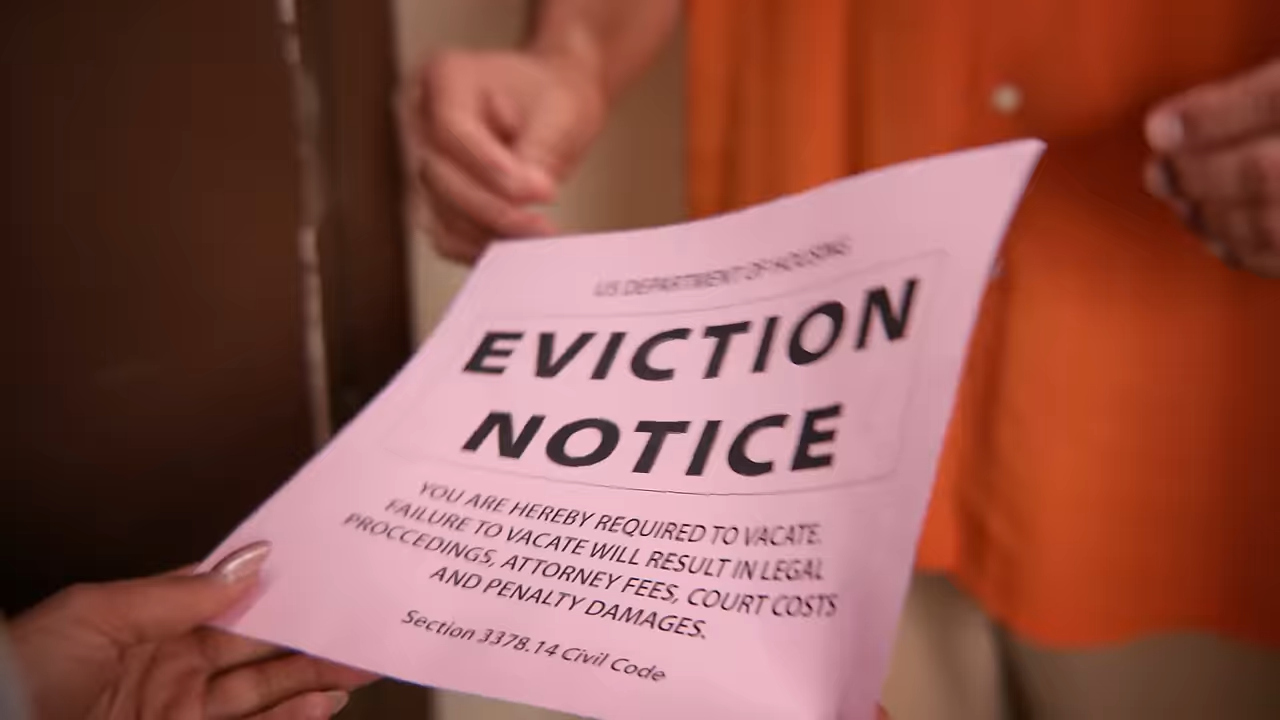 US DEPARTMENT OF HOUSING
EVICTION
NOTICE
YOU ARE HEREBY REQUIRED TO VACATE.
FAILURE TO VACATE WILL RESULT IN LEGAL
PROCCEDINGS, ATTORNEY FEES, COURT COSTS
AND PENALTY DAMAGES.
Section 3378.14 Civil Code